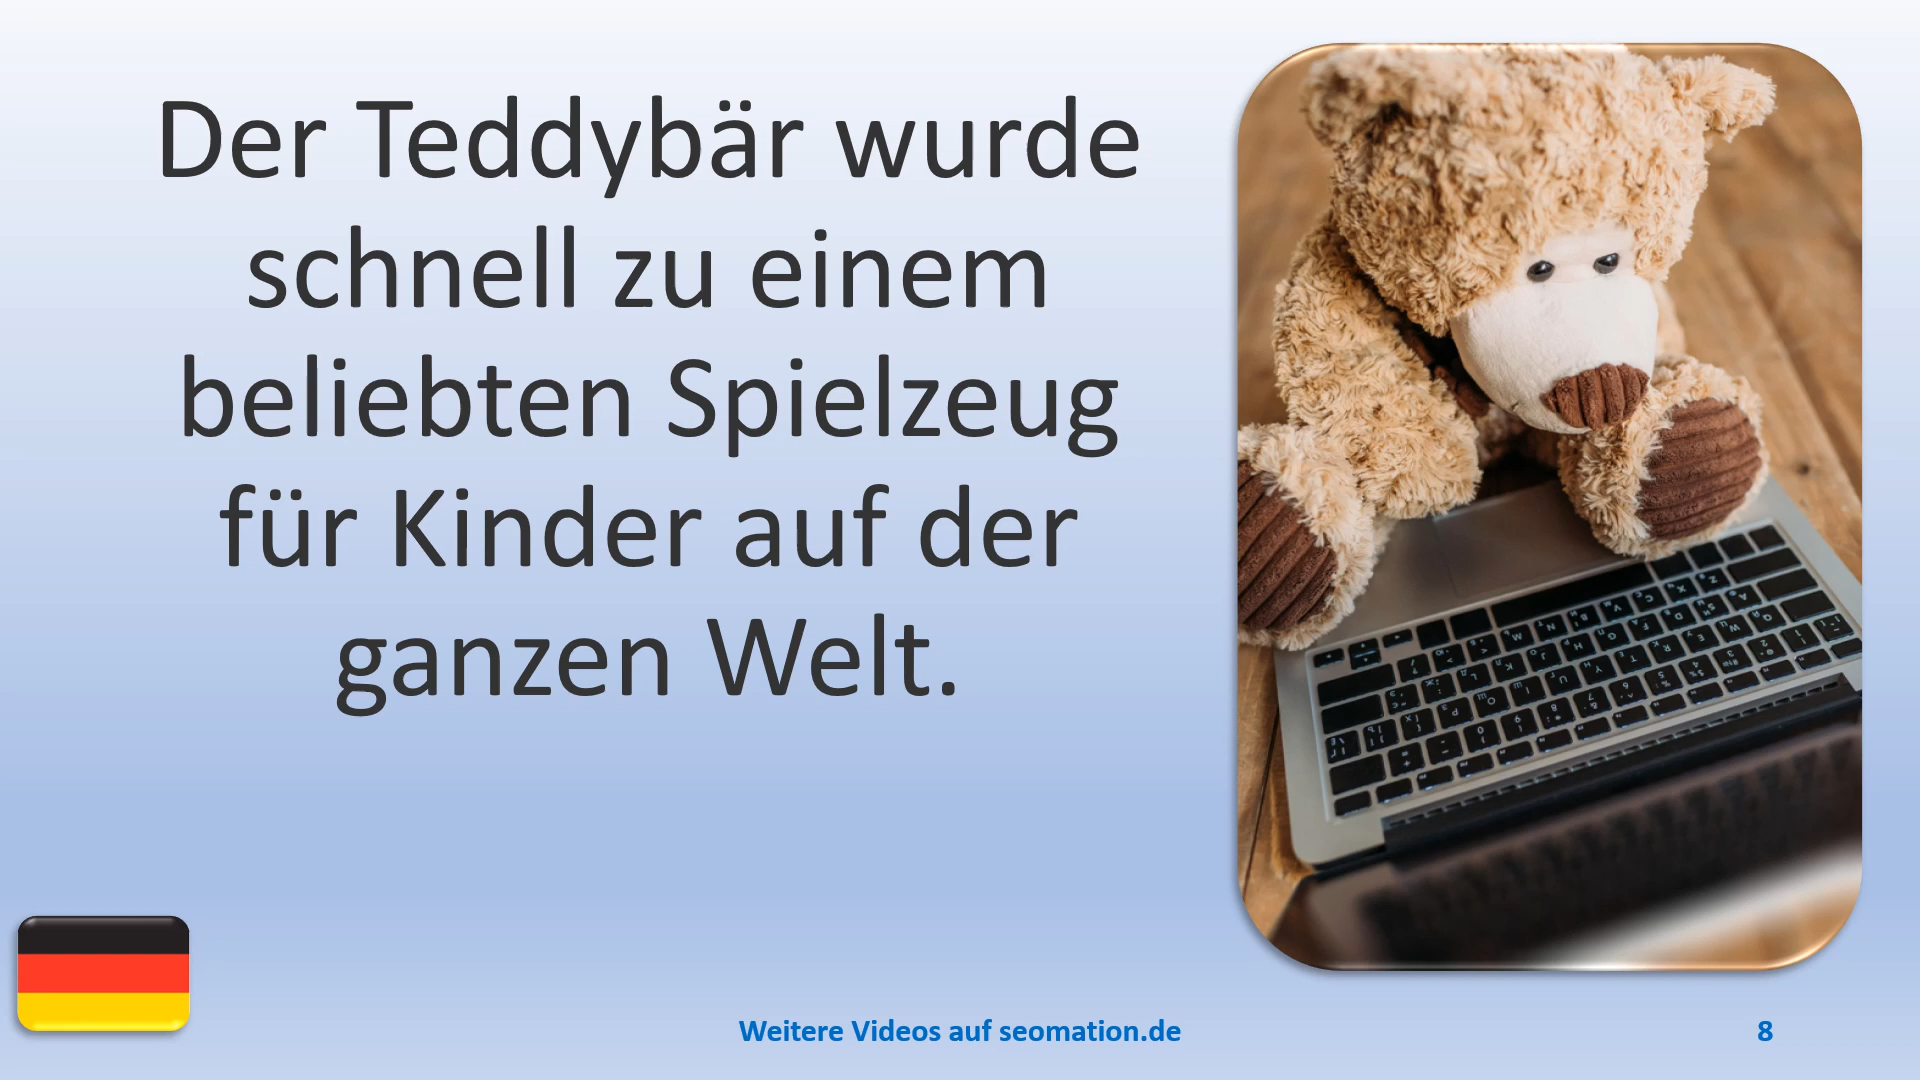 Der Teddybär wurde
schnell zu einem
beliebten Spielzeug
für Kinder auf der
ganzen Welt.
Weitere Videos auf seomation.de
8